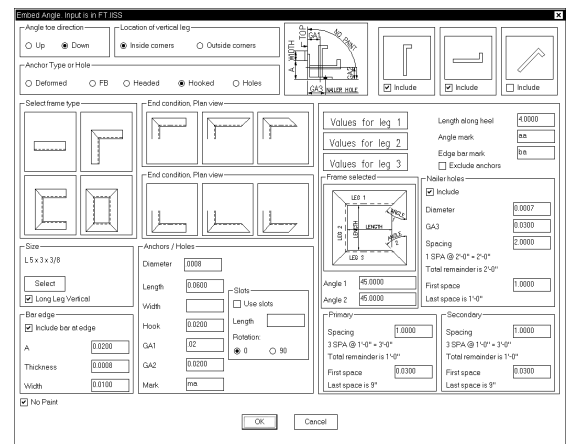 Embed Angle. Input is in FT.IISS
Angle toe direction
Up
Down
Location of vertical leg
Inside corners
Outside corners
Anchor Type or Hole
Deformed
FB
Headed
Hooked
Holes
TOP
GA1
NO PAINT
WIDTH
A
GA2
GA3
NAILER HOLE
Include
Include
Include
Select frame type
End condition, Plan view
End condition, Plan view
Values for leg 1
Values for leg 2
Values for leg 3
Length along heel 4.0000
Angle mark aa
Edge bar mark ba
Exclude anchors
Frame selected
LEG 1
LEG 2
LENGTH
LENGTH
ANGLE
ANGLE 2
LEG 3
Angle 1 45.0000
Angle 2 45.0000
Nailer holes
Include
Diameter 0.0007
GA3 0.0300
Spacing 2.0000
1 SPA @ 2'-0" = 2'-0"
Total remainder is 2'-0"
First space 1.0000
Last space is 1'-0"
Size
L 5 x 3 x 3/8
Select
Long Leg Vertical
Bar edge
Include bar at edge
A 0.0200
Thickness 0.0008
Width 0.0100
Anchors / Holes
Diameter .0008
Length 0.0600
Width
Hook 0.0200
GA1 .02
GA2 0.0200
Mark ma
Slots
Use slots
Length
Rotation:
0
90
Primary
Spacing 1.0000
3 SPA @ 1'-0" = 3'-0"
Total remainder is 1'-0"
First space 0.0300
Last space is 9"
Secondary
Spacing 1.0000
3 SPA @ 1'-0" = 3'-0"
Total remainder is 1'-0"
First space 0.0300
Last space is 9"
No Paint
OK
Cancel